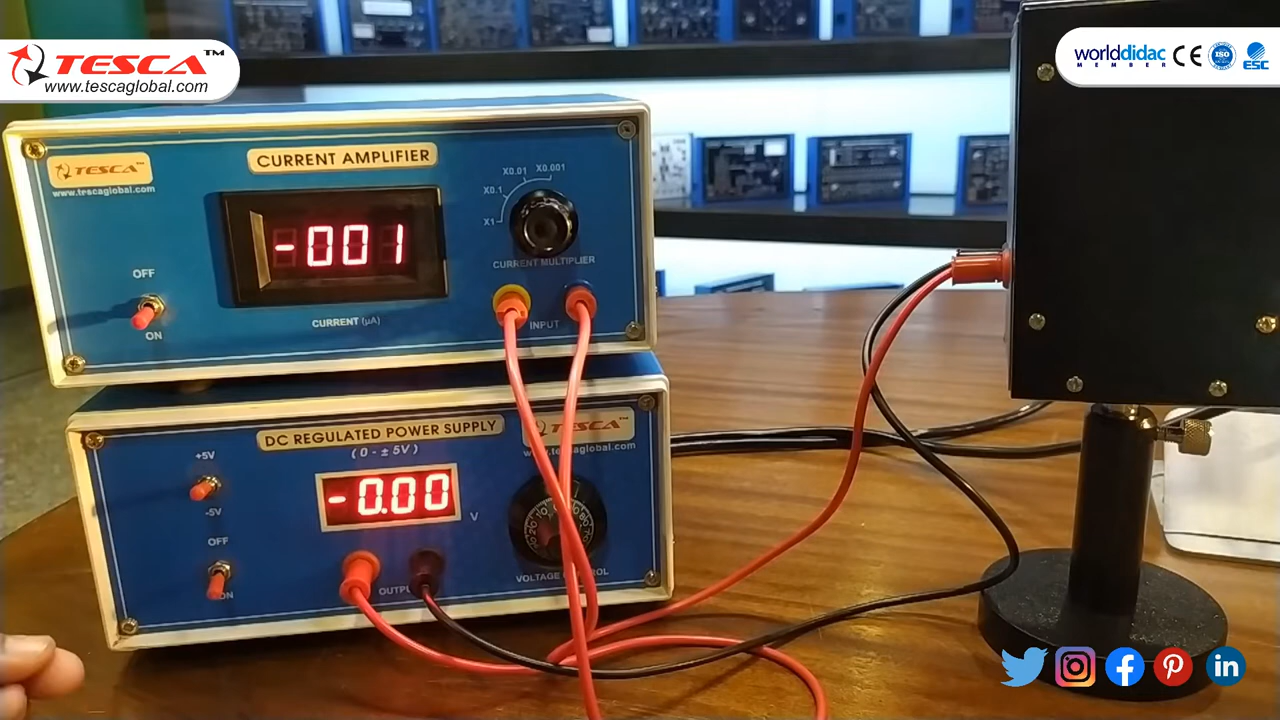 TESCA™
www.tescaglobal.com
worlddidac
MEMBER
CE
ISO
ESC
TESCA™
www.tescaglobal.com
CURRENT AMPLIFIER
-001
CURRENT (µA)
OFF
ON
X1
X0.1
X0.01
X0.001
CURRENT MULTIPLIER
INPUT
DC REGULATED POWER SUPPLY
(0 - ± 5V)
TESCA™
www.tescaglobal.com
+5V
-5V
-0.00
V
OFF
ON
VOLTAGE CONTROL
in